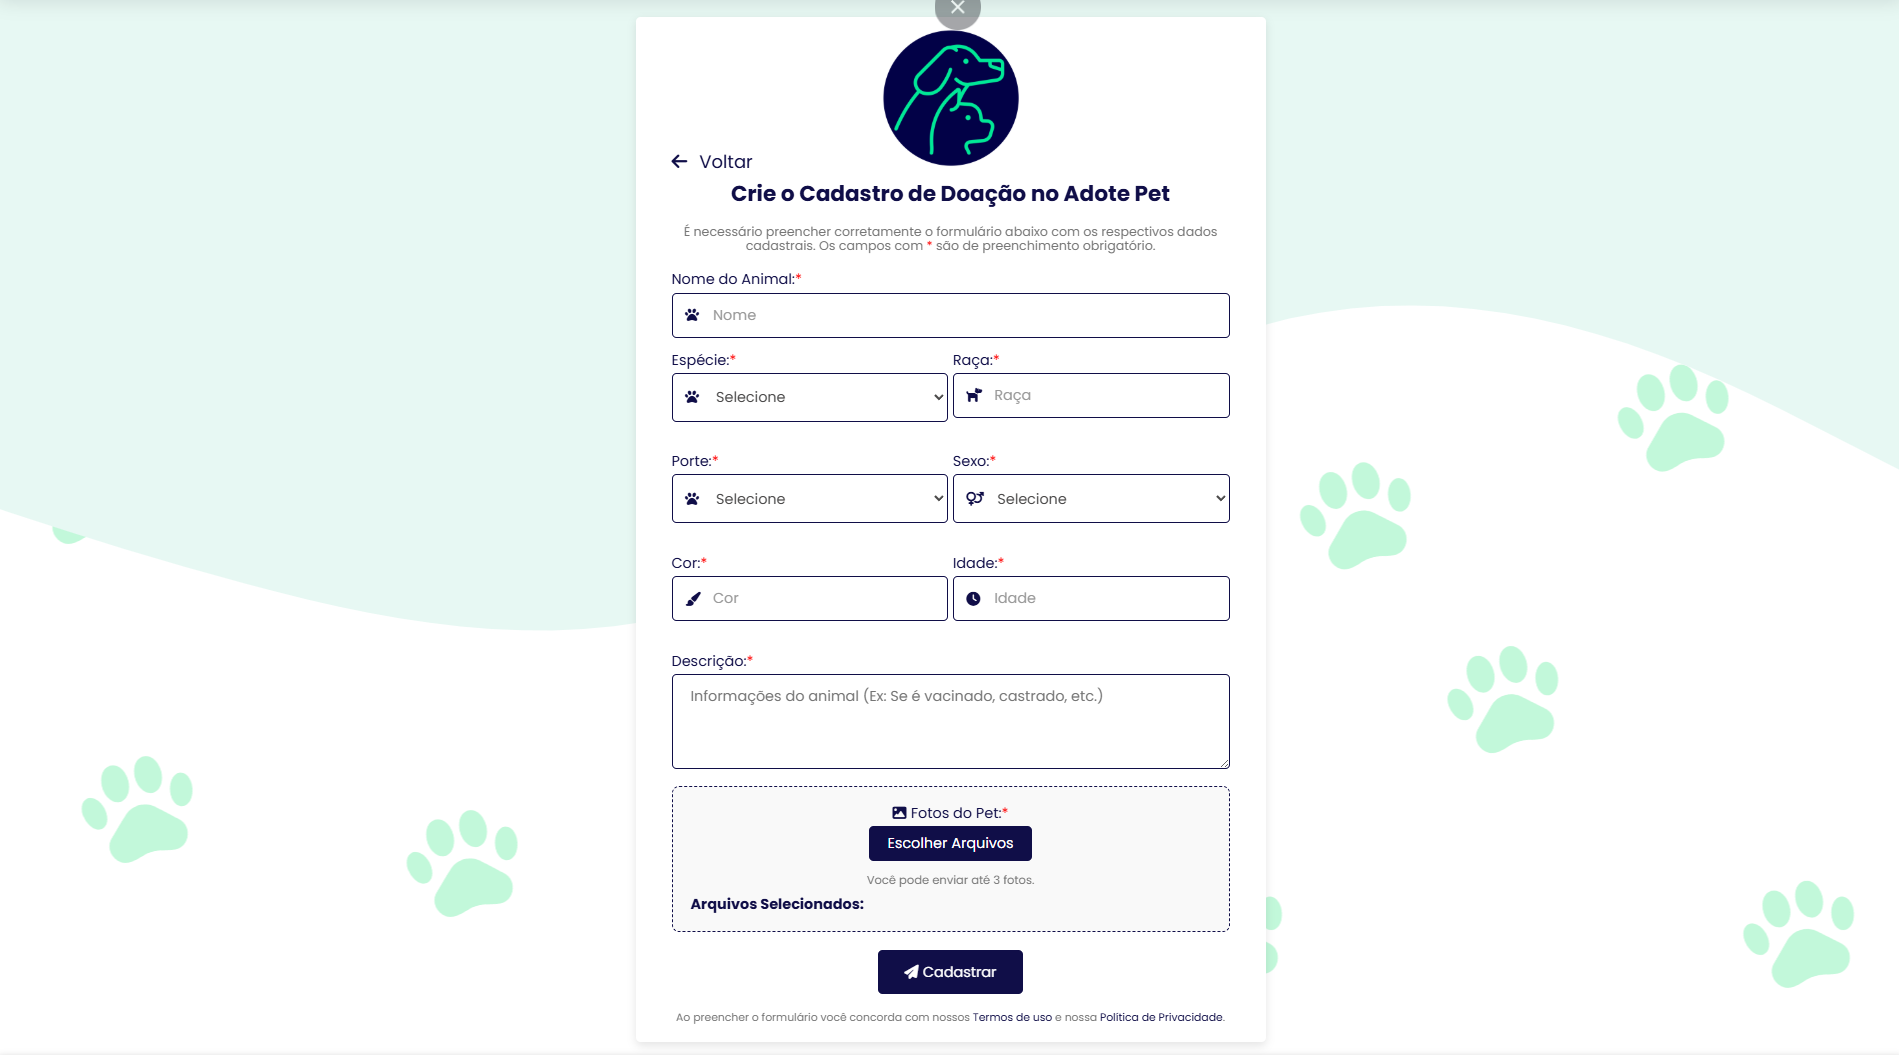 Voltar
Crie o Cadastro de Doação no Adote Pet
É necessário preencher corretamente o formulário abaixo com os respectivos dados
cadastrais. Os campos com * são de preenchimento obrigatório.
Nome do Animal:*
Nome
Espécie:* Raça:*
Selecione Raça
Porte:* Sexo:*
Selecione Selecione
Cor:* Idade:*
Cor Idade
Descrição:*
Informações do animal (Ex: Se é vacinado, castrado, etc.)
Fotos do Pet:*
Escolher Arquivos
Você pode enviar até 3 fotos.
Arquivos Selecionados:
Cadastrar
Ao preencher o formulário você concorda com nossos Termos de uso e nossa Política de Privacidade.